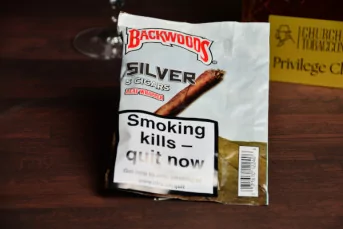 BACKWOODS
SILVER
5 CIGARS
Smoking
kills –
quit now
CHURCH
TOBACCO
Privilege